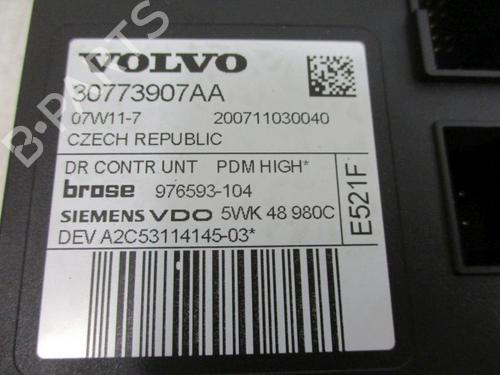 VOLVO
30773907AA
07W11-7 200711030040
CZECH REPUBLIC
DR CONTR UNT PDM HIGH*
brose 976593-104
SIEMENS VDO 5WK 48 980C
DEV A2C53114145-03*
E521F
B-PARTS